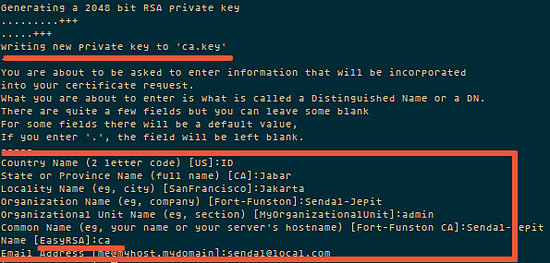 Generating a 2048 bit RSA private key
.........+++
.....+++
writing new private key to 'ca.key'
-----
You are about to be asked to enter information that will be incorporated
into your certificate request.
What you are about to enter is what is called a Distinguished Name or a DN.
There are quite a few fields but you can leave some blank
For some fields there will be a default value,
If you enter '.', the field will be left blank.
-----
Country Name (2 letter code) [US]:ID
State or Province Name (full name) [CA]:Jabar
Locality Name (eg, city) [SanFrancisco]:Jakarta
Organization Name (eg, company) [Fort-Funston]:Sendal-Jepit
Organizational Unit Name (eg, section) [MyOrganizationalUnit]:admin
Common Name (eg, your name or your server's hostname) [Fort-Funston CA]:Sendal-Jepit
Name [EasyRSA]:ca
Email Address [me@myhost.mydomain]:sendal@local.com